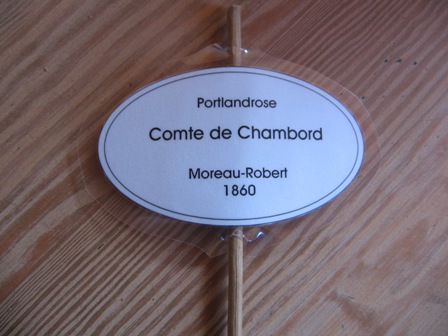 Portlandrose
Comte de Chambord
Moreau-Robert
1860